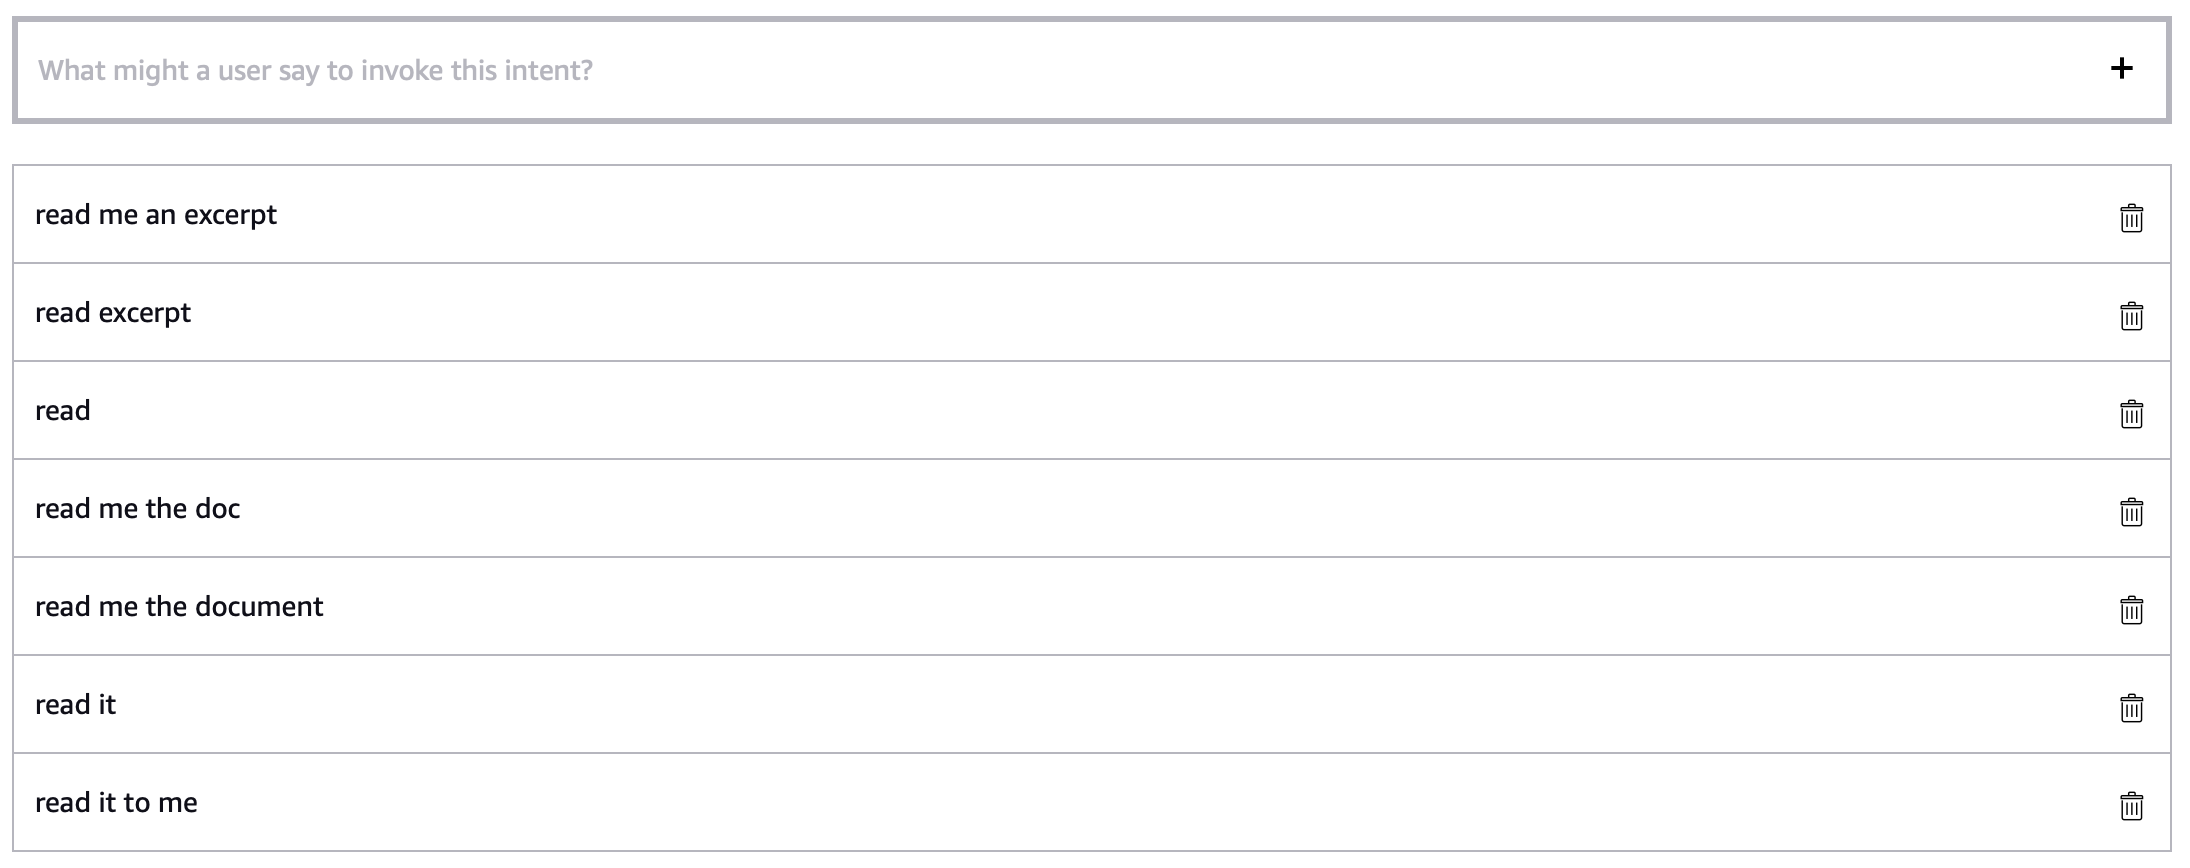 What might a user say to invoke this intent?
read me an excerpt
read excerpt
read
read me the doc
read me the document
read it
read it to me